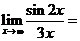 lim x→∞ sin 2x / 3x =